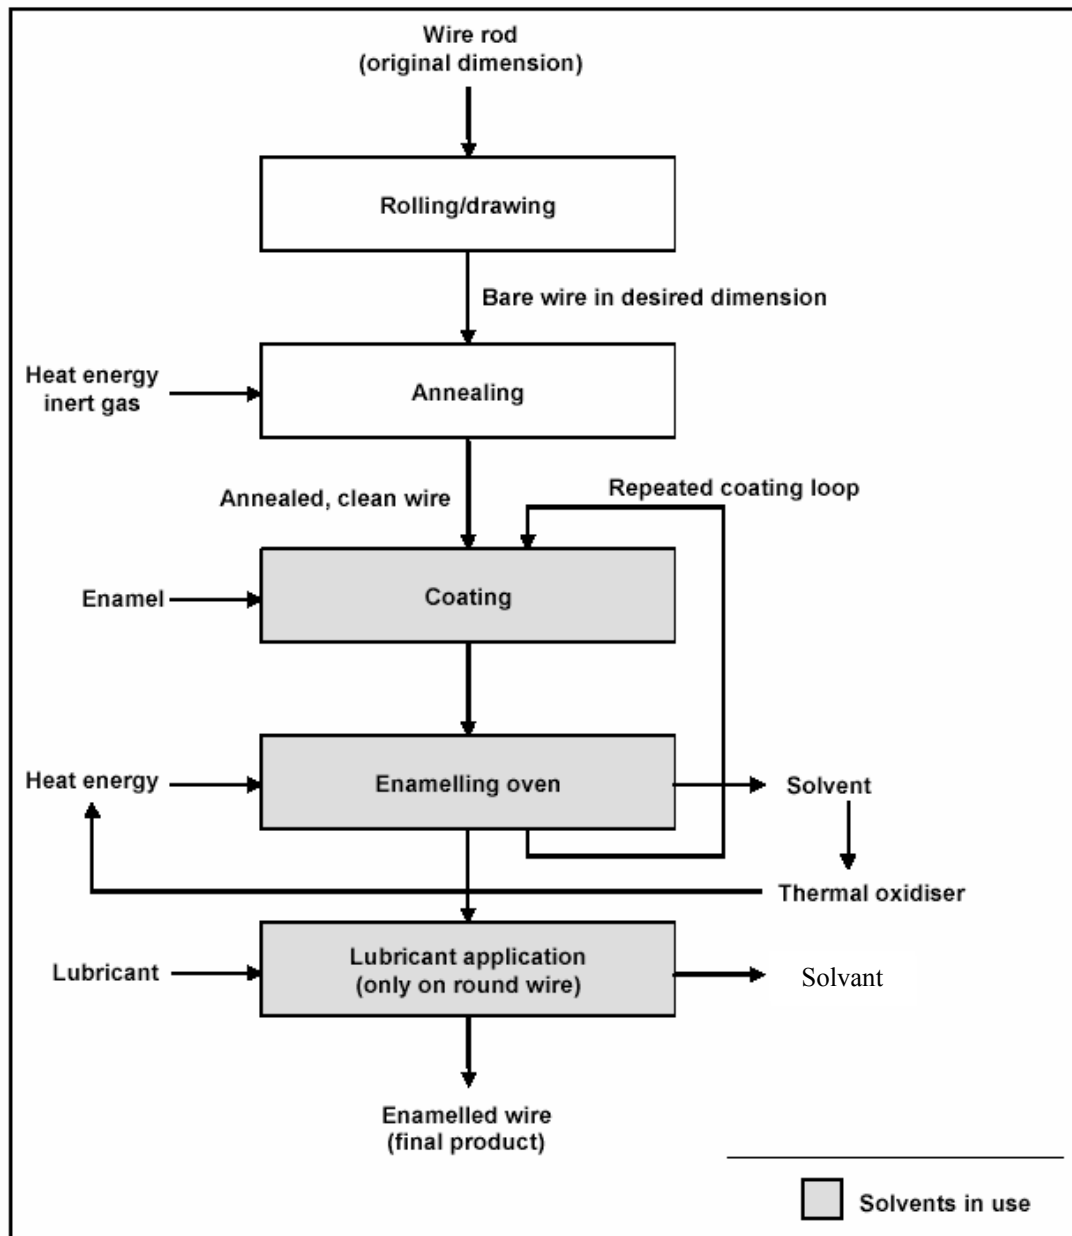 Wire rod
(original dimension)
Rolling/drawing
Bare wire in desired dimension
Heat energy
inert gas
Annealing
Annealed, clean wire
Repeated coating loop
Enamel
Coating
Heat energy
Enamelling oven
Solvent
Thermal oxidiser
Lubricant
Lubricant application
(only on round wire)
Solvant
Enamelled wire
(final product)
Solvents in use